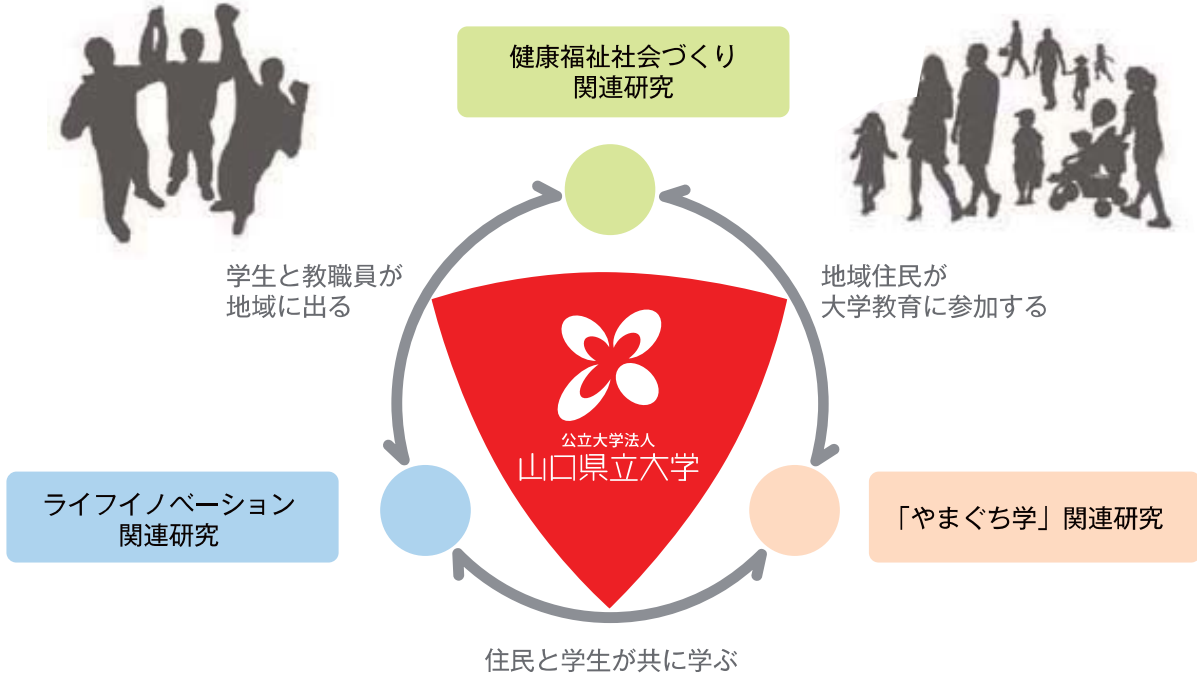 健康福祉社会づくり
関連研究
学生と教職員が
地域に出る
地域住民が
大学教育に参加する
公立大学法人
山口県立大学
ライフイノベーション
関連研究
「やまぐち学」関連研究
住民と学生が共に学ぶ